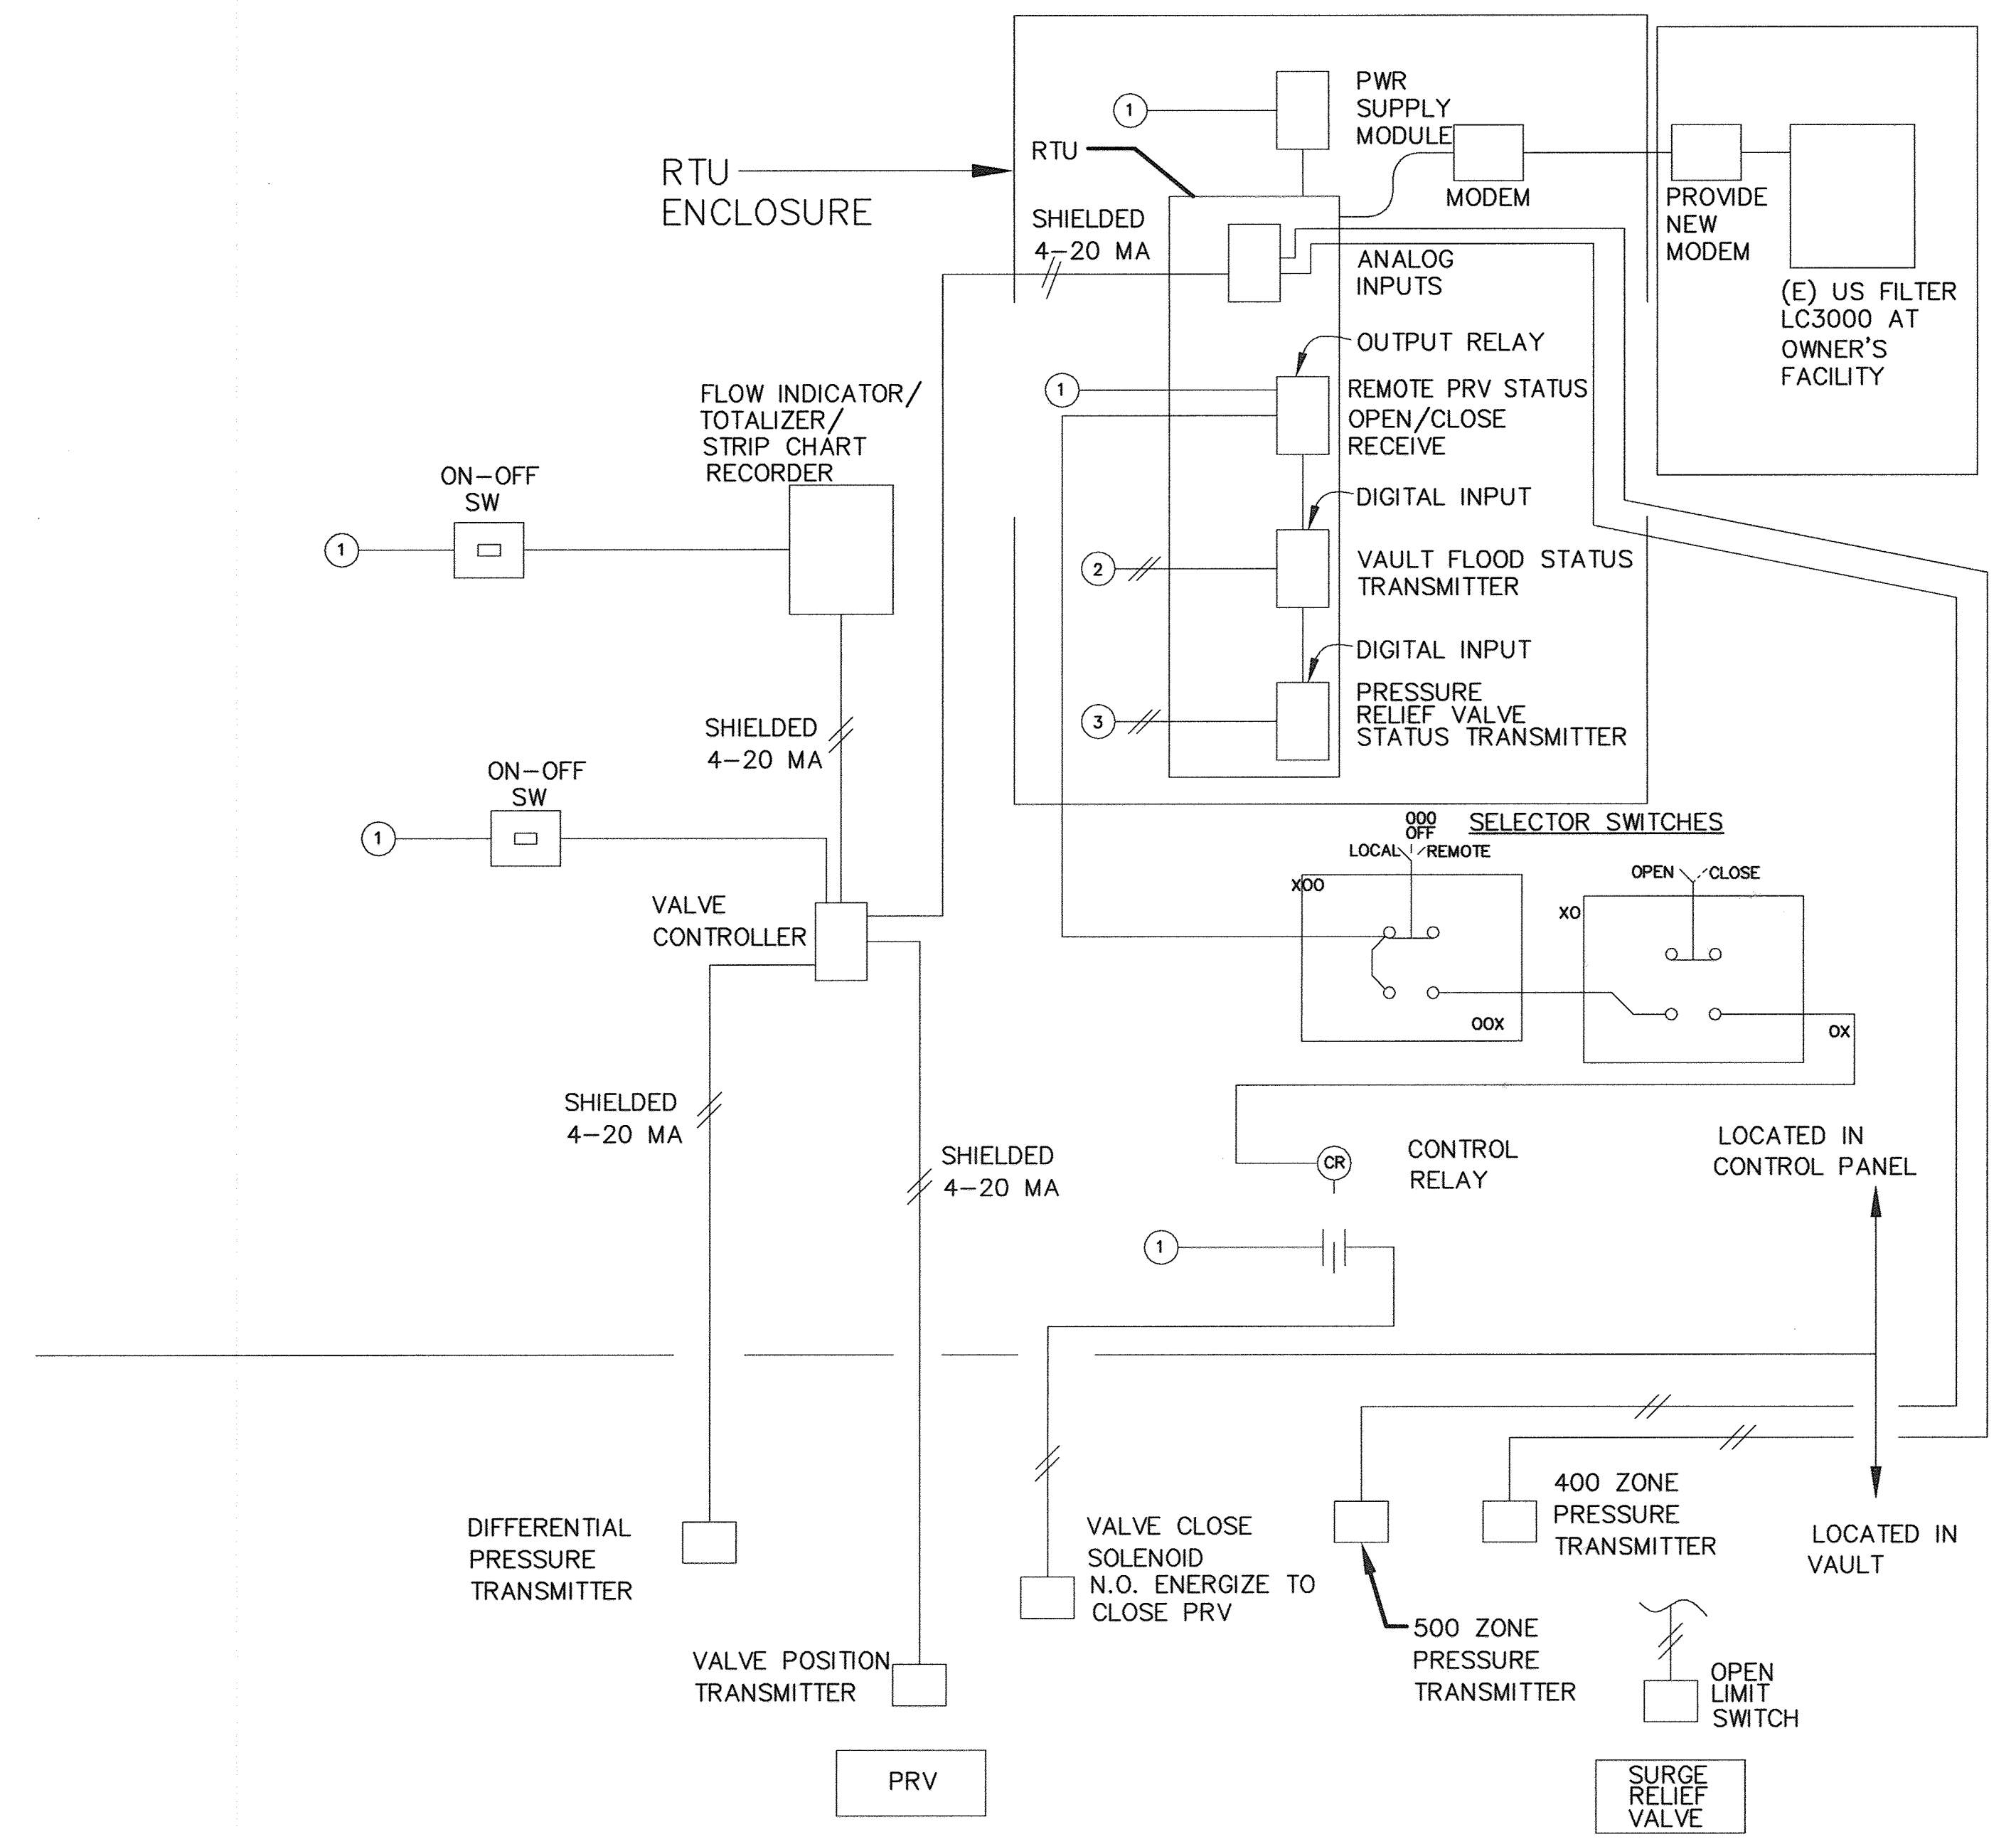 PWR
SUPPLY
MODULE
1
RTU
RTU
ENCLOSURE
SHIELDED
4-20 MA
MODEM
PROVIDE
NEW
MODEM
ANALOG
INPUTS
(E) US FILTER
LC3000 AT
OWNER'S
FACILITY
OUTPUT RELAY
1
REMOTE PRV STATUS
OPEN/CLOSE
RECEIVE
FLOW INDICATOR/
TOTALIZER/
STRIP CHART
RECORDER
ON-OFF
SW
1
DIGITAL INPUT
2
VAULT FLOOD STATUS
TRANSMITTER
DIGITAL INPUT
3
PRESSURE
RELIEF VALVE
STATUS TRANSMITTER
SHIELDED
4-20 MA
ON-OFF
SW
1
VALVE
CONTROLLER
SELECTOR SWITCHES
OOO
OFF
LOCAL
REMOTE
XOO
OOX
OPEN
CLOSE
XO
OX
SHIELDED
4-20 MA
SHIELDED
4-20 MA
CR
CONTROL
RELAY
LOCATED IN
CONTROL PANEL
1
DIFFERENTIAL
PRESSURE
TRANSMITTER
VALVE CLOSE
SOLENOID
N.O. ENERGIZE TO
CLOSE PRV
400 ZONE
PRESSURE
TRANSMITTER
LOCATED IN
VAULT
500 ZONE
PRESSURE
TRANSMITTER
VALVE POSITION
TRANSMITTER
OPEN
LIMIT
SWITCH
PRV
SURGE
RELIEF
VALVE